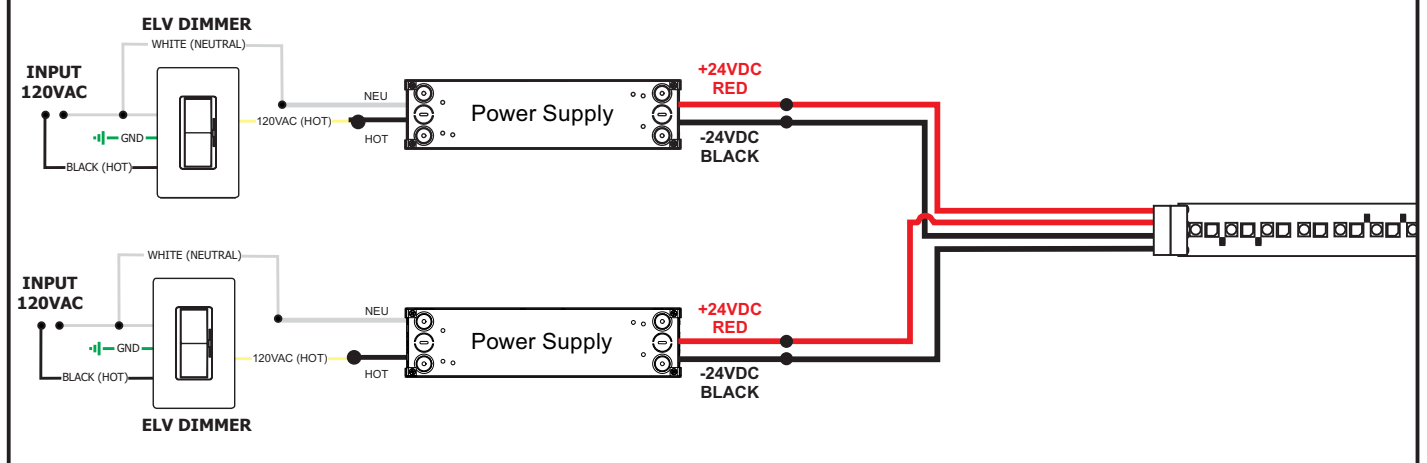 ELV DIMMER
WHITE (NEUTRAL)
INPUT
120VAC
GND
BLACK (HOT)
120VAC (HOT)
NEU
HOT
Power Supply
+24VDC
RED
-24VDC
BLACK
WHITE (NEUTRAL)
INPUT
120VAC
GND
BLACK (HOT)
120VAC (HOT)
NEU
HOT
Power Supply
+24VDC
RED
-24VDC
BLACK
ELV DIMMER